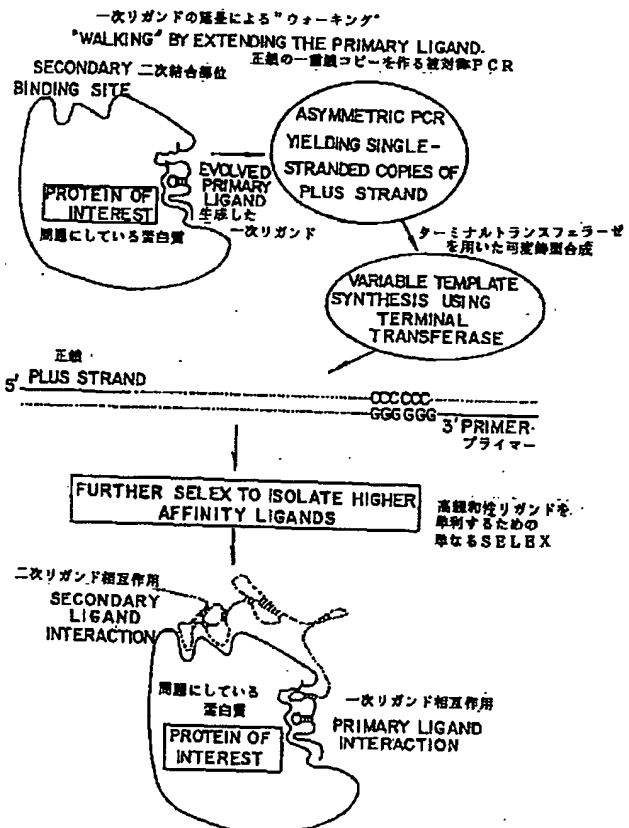 一次リガンドの延長による"ウォーキング"
"WALKING" BY EXTENDING THE PRIMARY LIGAND.
正鎖の一重鎖コピーを作る被対称PCR
SECONDARY 二次結合部位
BINDING SITE
ASYMMETRIC PCR
YIELDING SINGLE-
STRANDED COPIES OF
PLUS STRAND
EVOLVED
PRIMARY
LIGAND
生成した
一次リガンド
PROTEIN OF
INTEREST
問題にしている蛋白質
ターミナルトランスフェラーゼ
を用いた可変鋳型合成
VARIABLE TEMPLATE
SYNTHESIS USING
TERMINAL
TRANSFERASE
正鎖
5' PLUS STRAND
CCC CCC
GGG GGG
3' PRIMER
プライマー
FURTHER SELEX TO ISOLATE HIGHER
AFFINITY LIGANDS
高親和性リガンドを
単利するための
単なるSELEX
二次リガンド相互作用
SECONDARY
LIGAND
INTERACTION
問題にしている
蛋白質
PROTEIN OF
INTEREST
一次リガンド相互作用
PRIMARY LIGAND
INTERACTION